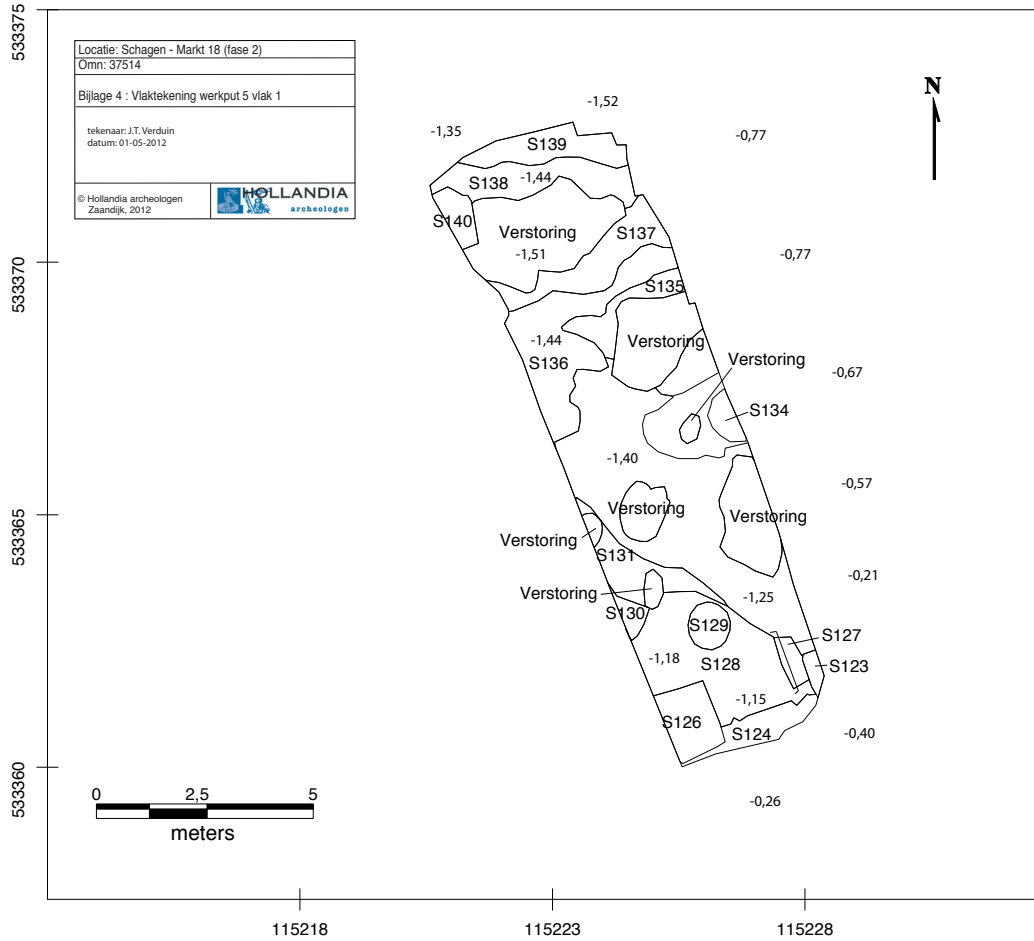 533375
Locatie: Schagen - Markt 18 (fase 2)
Omn: 37514
Bijlage 4 : Vlaktekening werkput 5 vlak 1
tekenaar: J.T. Verduin
datum: 01-05-2012
© Hollandia archeologen
Zaandijk, 2012
HOLLANDIA
archeologen
N
-1,52
-1,35
-0,77
S139
S138
-1,44
S140
Verstoring
S137
-1,51
-0,77
533370
S135
-1,44
Verstoring
S136
Verstoring
-0,67
S134
-1,40
-0,57
533365
Verstoring
Verstoring
Verstoring
S131
-0,21
Verstoring
-1,25
S130
S129
S127
-1,18
S128
S123
-1,15
S126
S124
-0,40
533360
-0,26
0 2,5 5
meters
115218 115223 115228